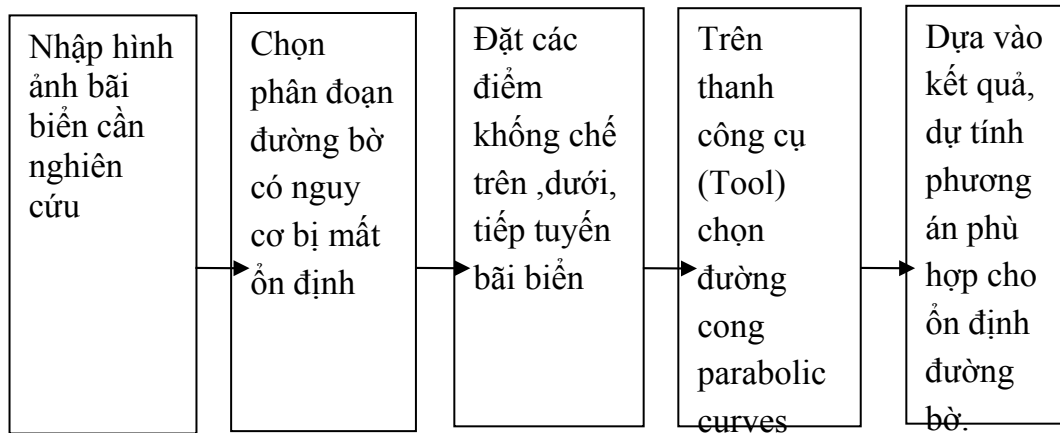 Nhập hình
ảnh bãi
biển cần
nghiên
cứu
Chọn
phân đoạn
đường bờ
có nguy
cơ bị mất
ổn định
Đặt các
điểm
khống chế
trên ,dưới,
tiếp tuyến
bãi biển
Trên
thanh
công cụ
(Tool)
chọn
đường
cong
parabolic
curves
Dựa vào
kết quả,
dự tính
phương
án phù
hợp cho
ổn định
đường
bờ.